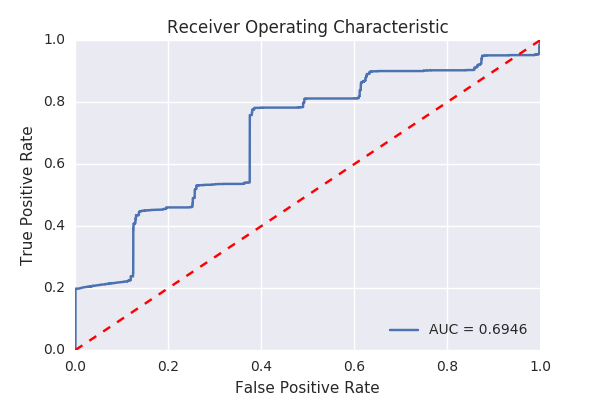 Receiver Operating Characteristic
1.0
0.8
0.6
0.4
0.2
0.0
True Positive Rate
AUC = 0.6946
0.0 0.2 0.4 0.6 0.8 1.0
False Positive Rate